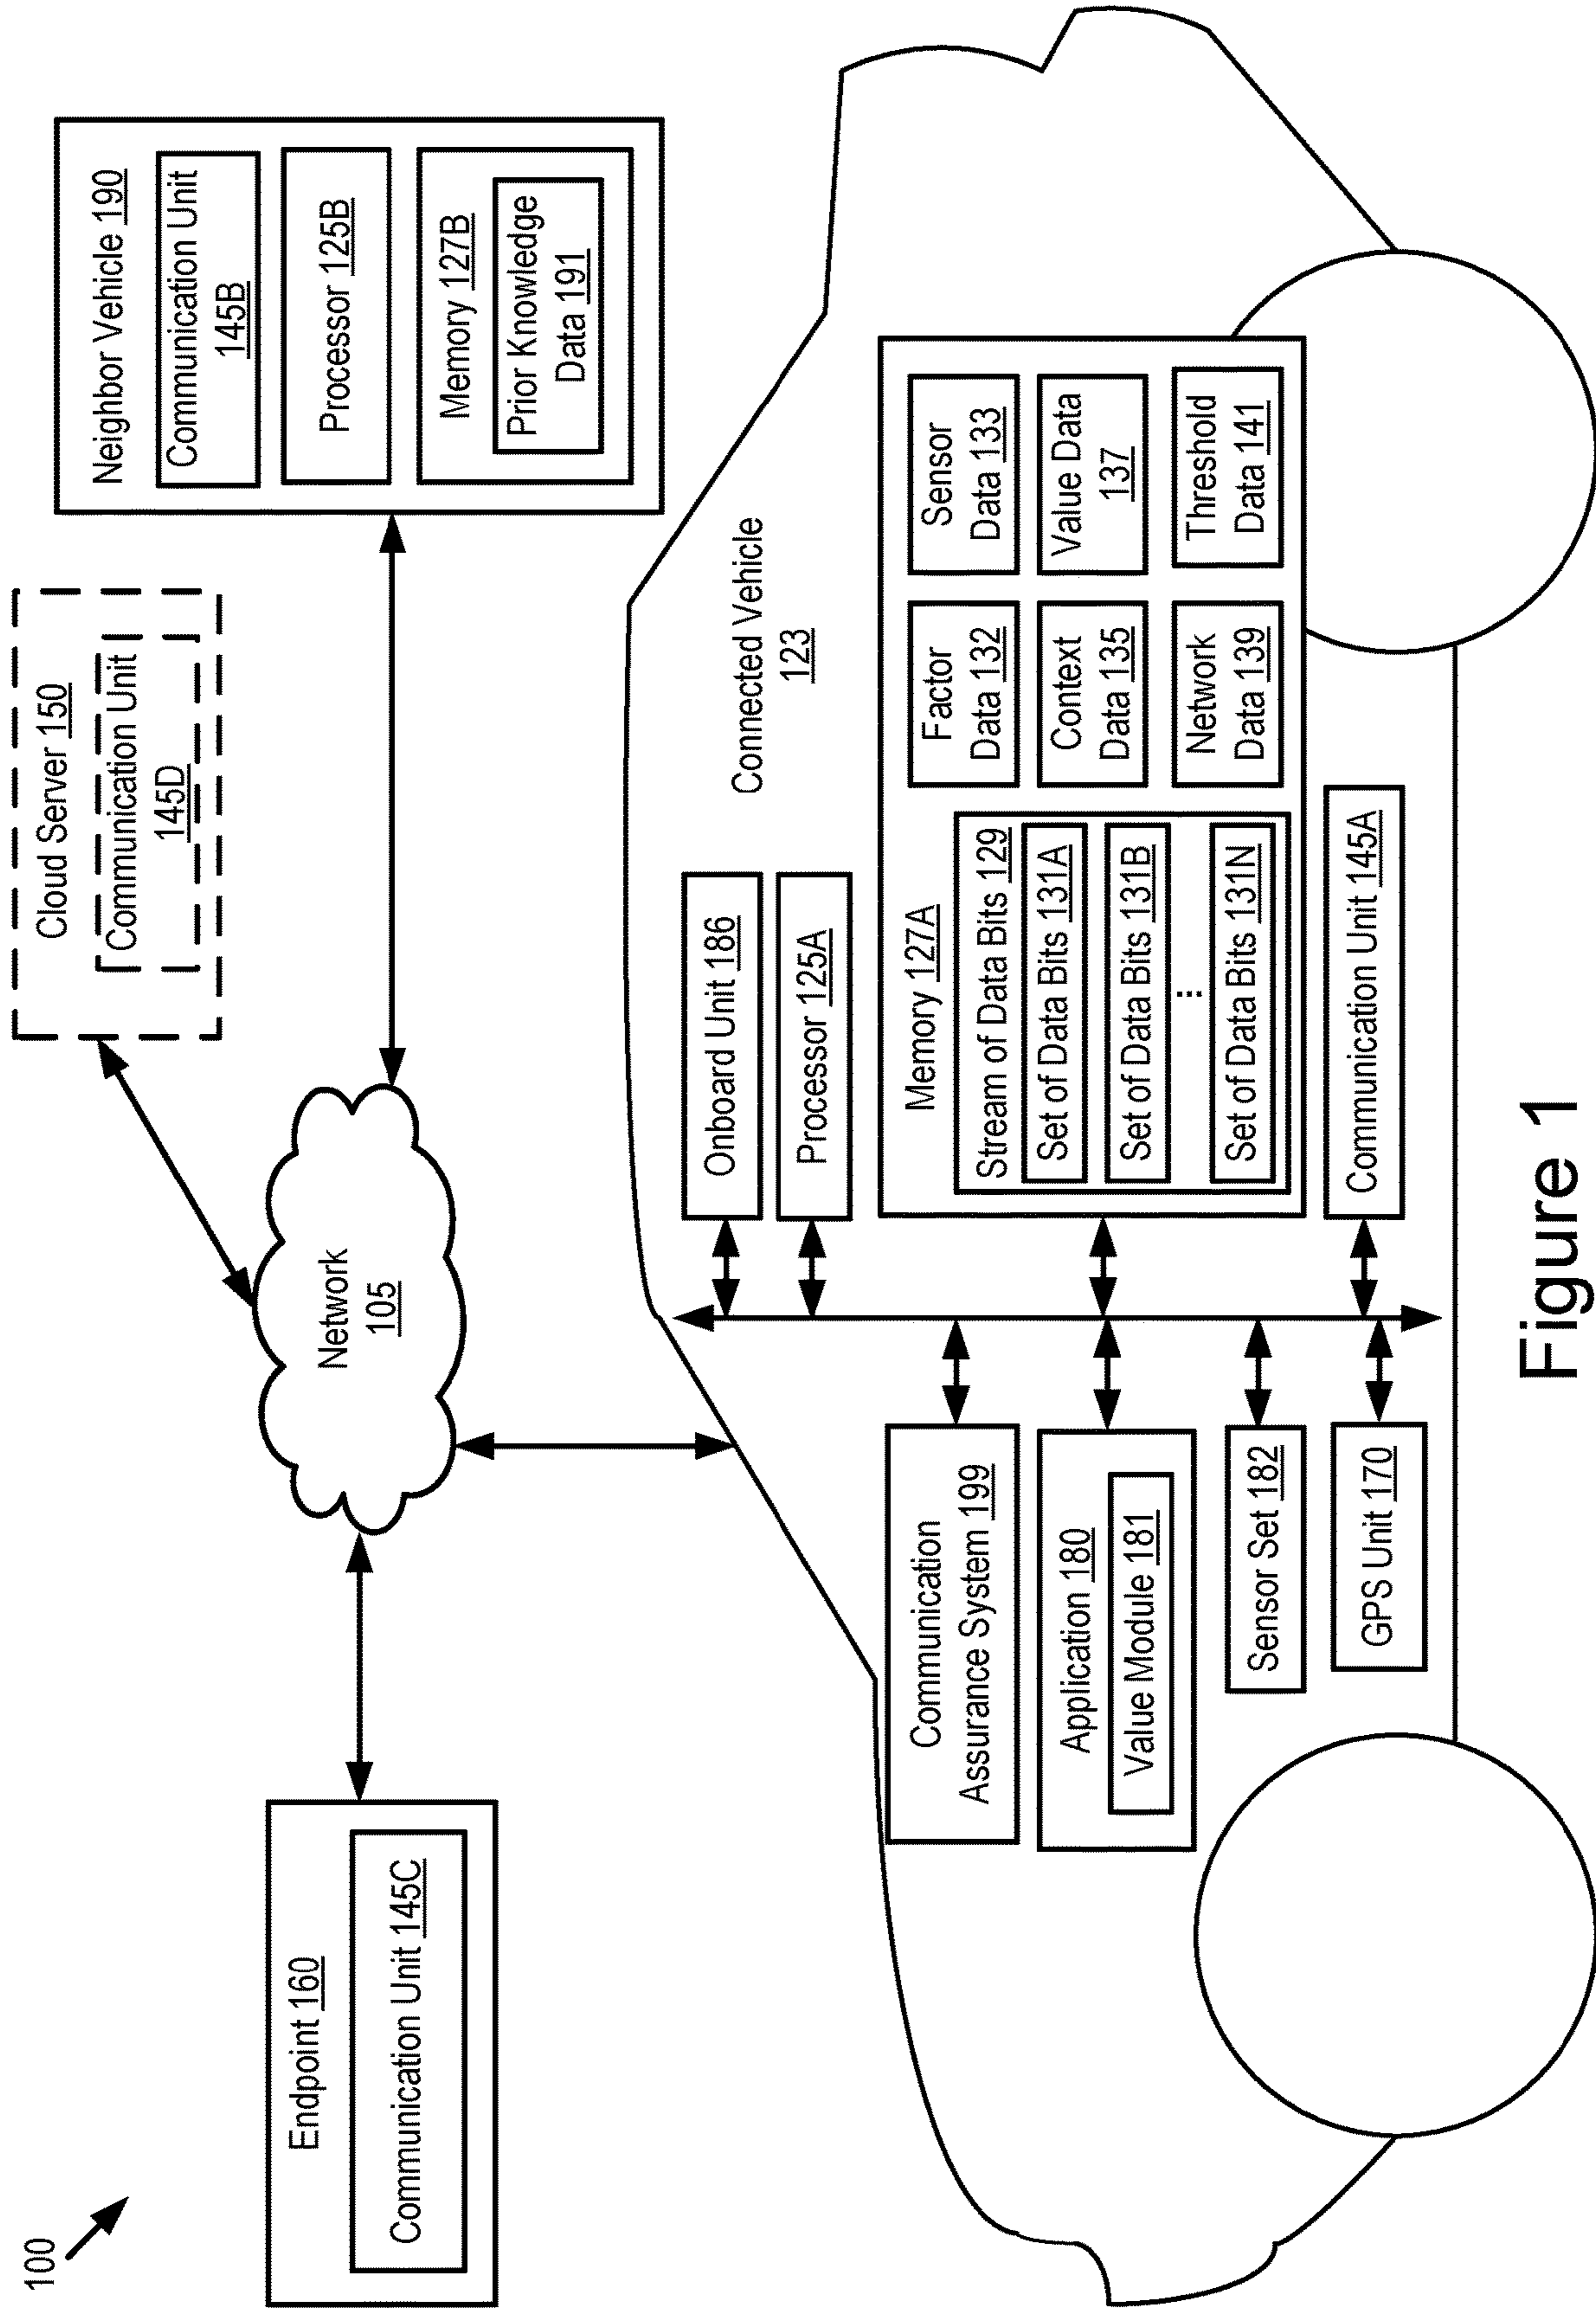 100
Endpoint 160
Communication Unit 145C
Network
105
Cloud Server 150
Communication Unit
145D
Neighbor Vehicle 190
Communication Unit
145B
Processor 125B
Memory 127B
Prior Knowledge
Data 191
Connected Vehicle
123
Communication
Assurance System 199
Application 180
Value Module 181
Sensor Set 182
GPS Unit 170
Onboard Unit 186
Processor 125A
Memory 127A
Stream of Data Bits 129
Set of Data Bits 131A
Set of Data Bits 131B
...
Set of Data Bits 131N
Factor
Data 132
Sensor
Data 133
Context
Data 135
Value Data
137
Network
Data 139
Threshold
Data 141
Communication Unit 145A
Figure 1